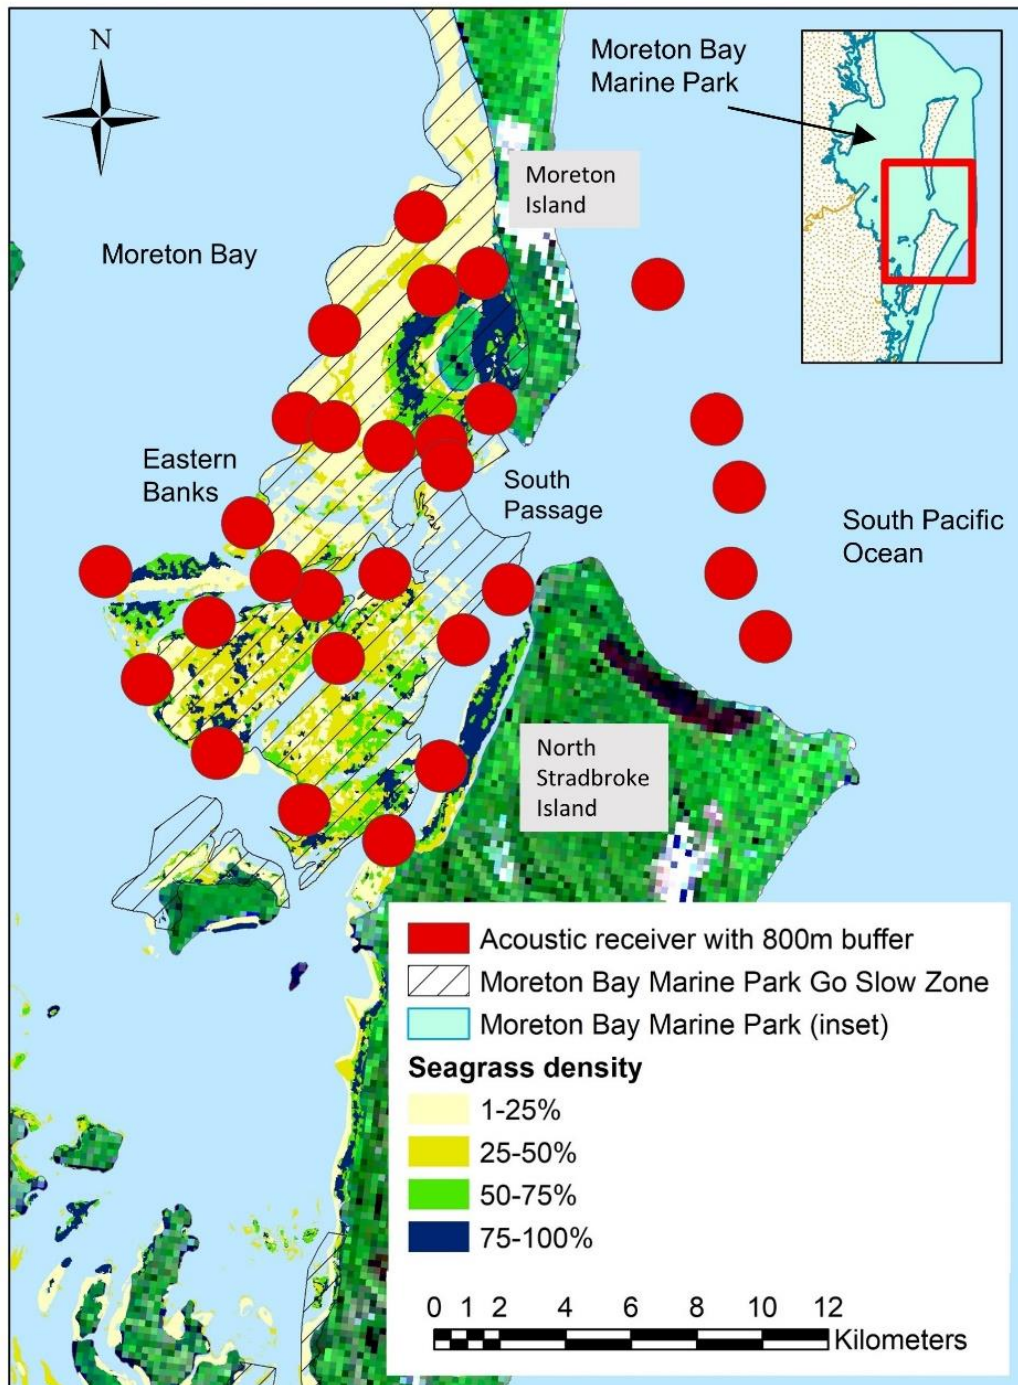 N
Moreton Bay
Marine Park
Moreton
Island
Moreton Bay
Eastern
Banks
South
Passage
South Pacific
Ocean
North
Stradbroke
Island
Acoustic receiver with 800m buffer
Moreton Bay Marine Park Go Slow Zone
Moreton Bay Marine Park (inset)
Seagrass density
1-25%
25-50%
50-75%
75-100%
0 1 2 4 6 8 10 12
Kilometers